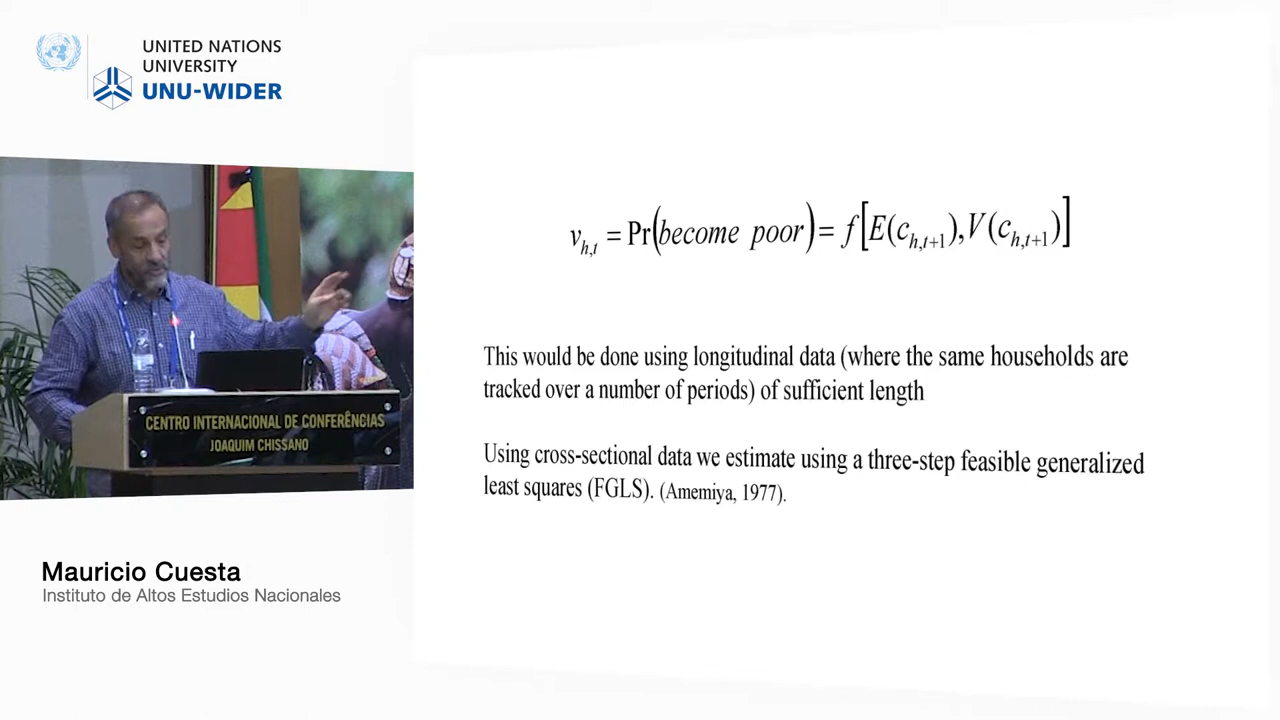 UNITED NATIONS
UNIVERSITY
UNU-WIDER
v_{h,t} = Pr(become poor) = f[E(c_{h,t+1}),V(c_{h,t+1})]
This would be done using longitudinal data (where the same households are
tracked over a number of periods) of sufficient length
Using cross-sectional data we estimate using a three-step feasible generalized
least squares (FGLS). (Amemiya, 1977).
CENTRO INTERNACIONAL DE CONFERÊNCIAS
JOAQUIM CHISSANO
Mauricio Cuesta
Instituto de Altos Estudios Nacionales